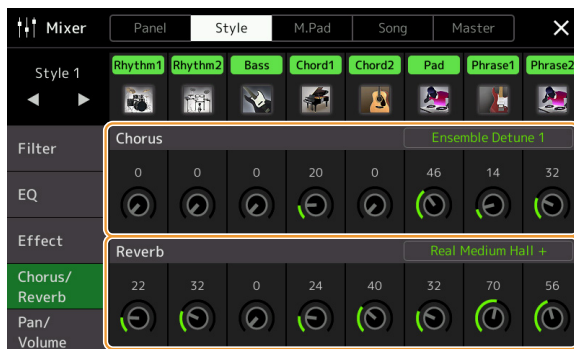 Mixer
Panel Style M.Pad Song Master
Style 1
Rhythm1 Rhythm2 Bass Chord1 Chord2 Pad Phrase1 Phrase2
Filter
EQ
Effect
Chorus/
Reverb
Pan/
Volume
Chorus Ensemble Detune 1
0 0 0 20 0 46 14 32
Reverb Real Medium Hall +
22 32 0 24 40 32 70 56